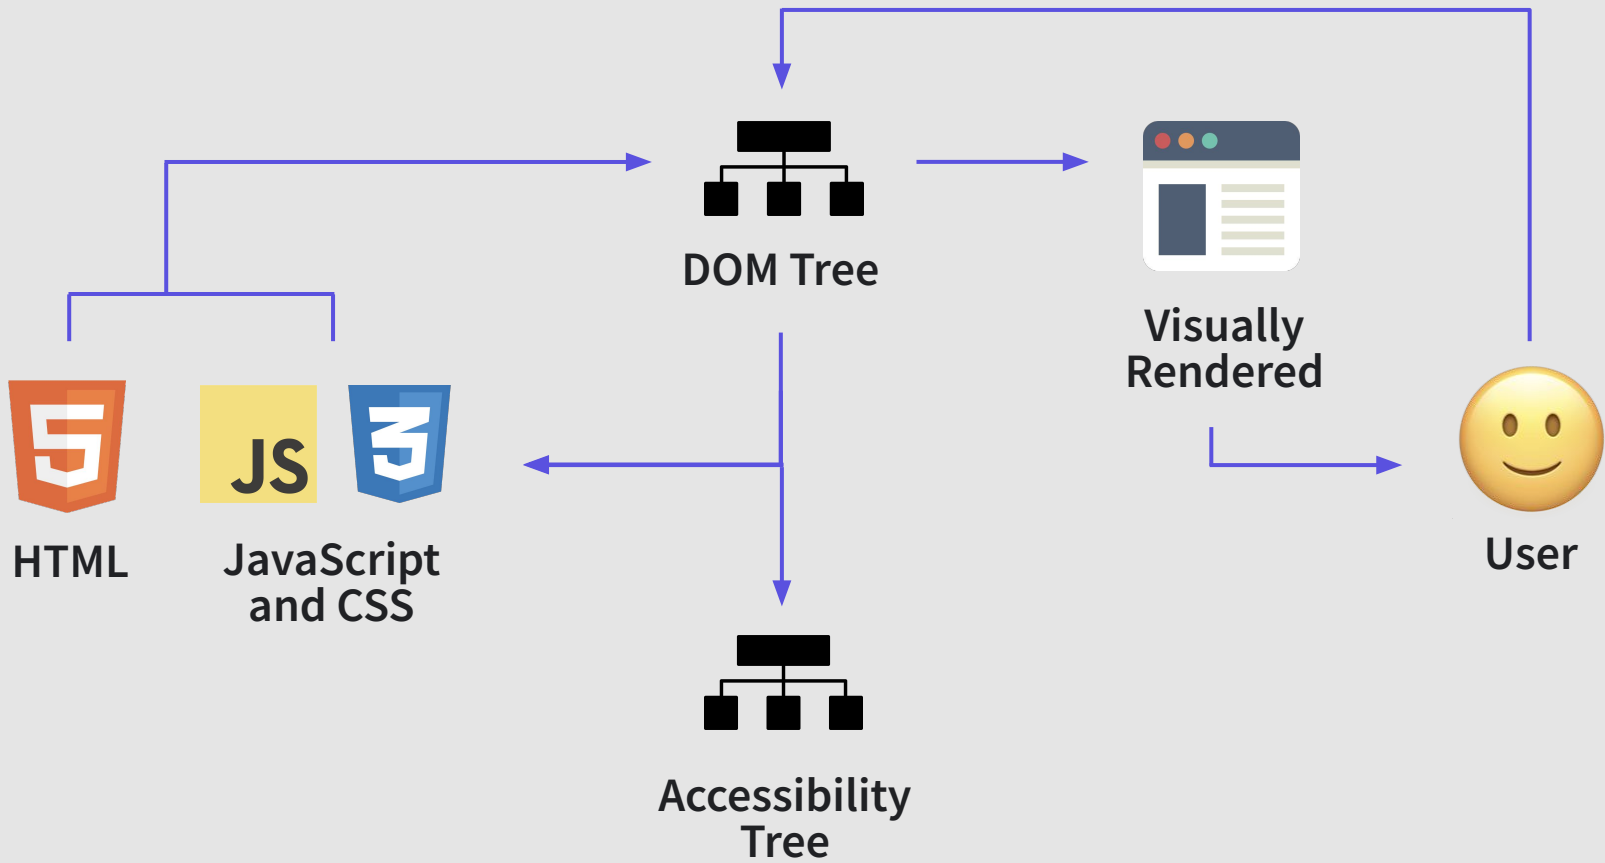 DOM Tree
Visually
Rendered
JS
HTML
JavaScript
and CSS
User
Accessibility
Tree